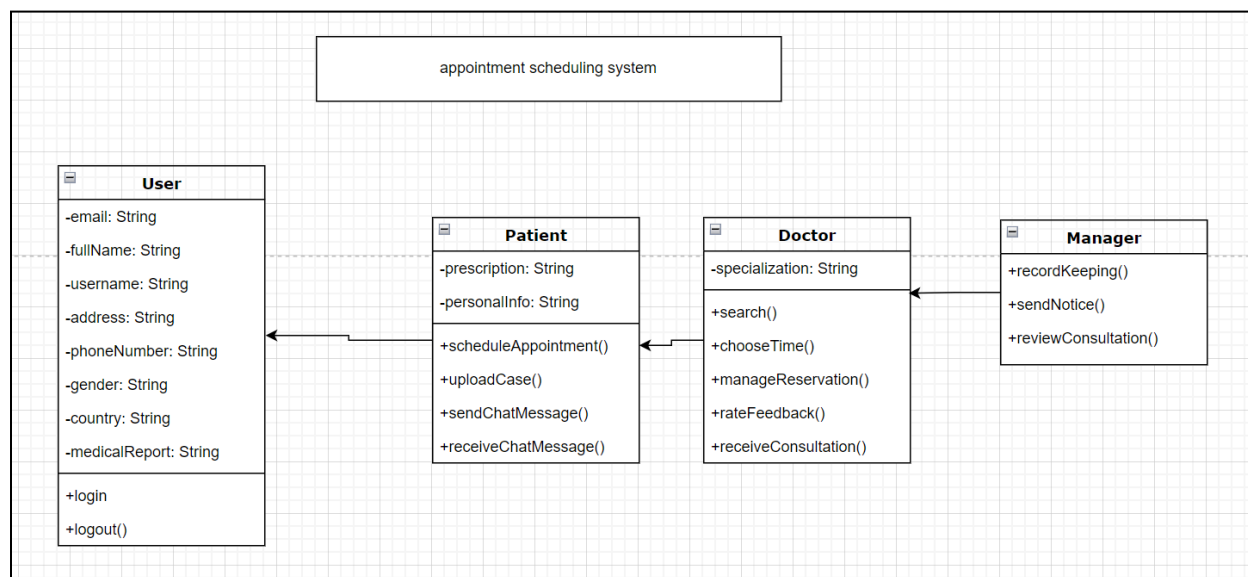 appointment scheduling system
User
-email: String
-fullName: String
-username: String
-address: String
-phoneNumber: String
-gender: String
-country: String
-medicalReport: String
+login
+logout()
Patient
-prescription: String
-personalInfo: String
+scheduleAppointment()
+uploadCase()
+sendChatMessage()
+receiveChatMessage()
Doctor
-specialization: String
+search()
+chooseTime()
+manageReservation()
+rateFeedback()
+receiveConsultation()
Manager
+recordKeeping()
+sendNotice()
+reviewConsultation()